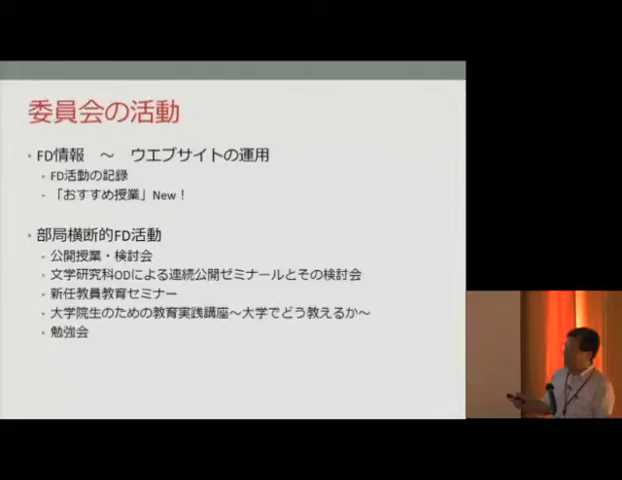 委員会の活動
・FD情報　～　ウエブサイトの運用
・FD活動の記録
・「おすすめ授業」New！
・部局横断的FD活動
・公開授業・検討会
・文学研究科ODによる連続公開ゼミナールとその検討会
・新任教員教育セミナー
・大学院生のための教育実践講座～大学でどう教えるか～
・勉強会